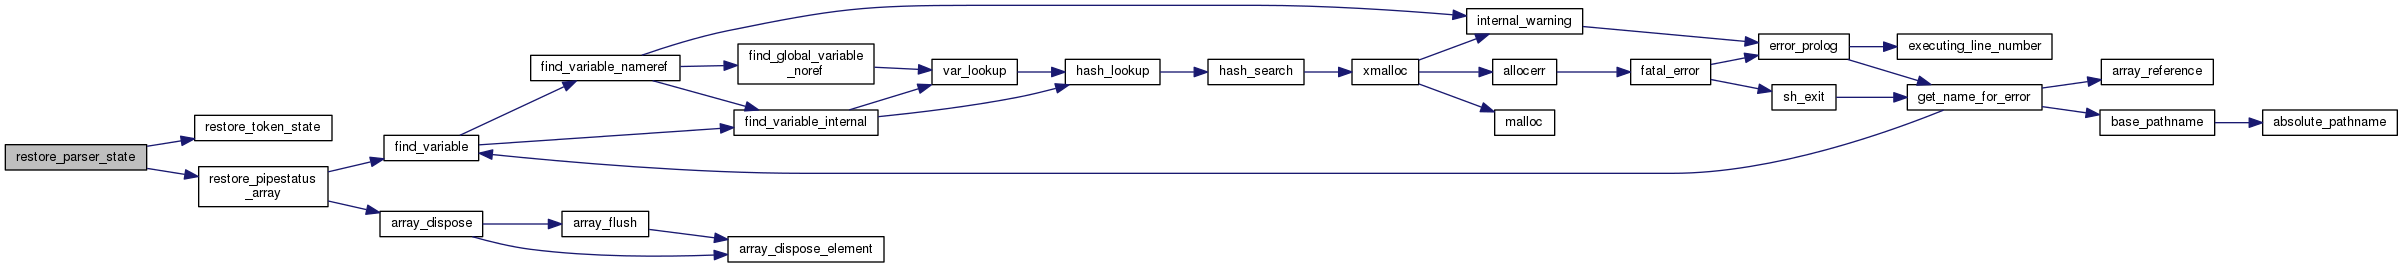 restore_parser_state
restore_token_state
restore_pipestatus
_array
find_variable
array_dispose
find_variable_nameref
array_flush
find_global_variable
_noref
find_variable_internal
array_dispose_element
var_lookup
hash_lookup
hash_search
xmalloc
internal_warning
allocerr
malloc
fatal_error
error_prolog
sh_exit
executing_line_number
get_name_for_error
array_reference
base_pathname
absolute_pathname